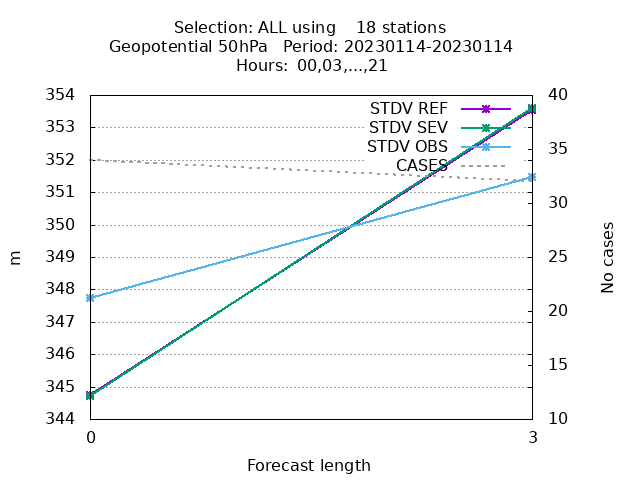 Selection: ALL using    18 stations
Geopotential 50hPa   Period: 20230114-20230114
Hours:  00,03,...,21
354
353
352
351
350
349
348
347
346
345
344
40
35
30
25
20
15
10
STDV REF
STDV SEV
STDV OBS
CASES
m
No cases
0
3
Forecast length